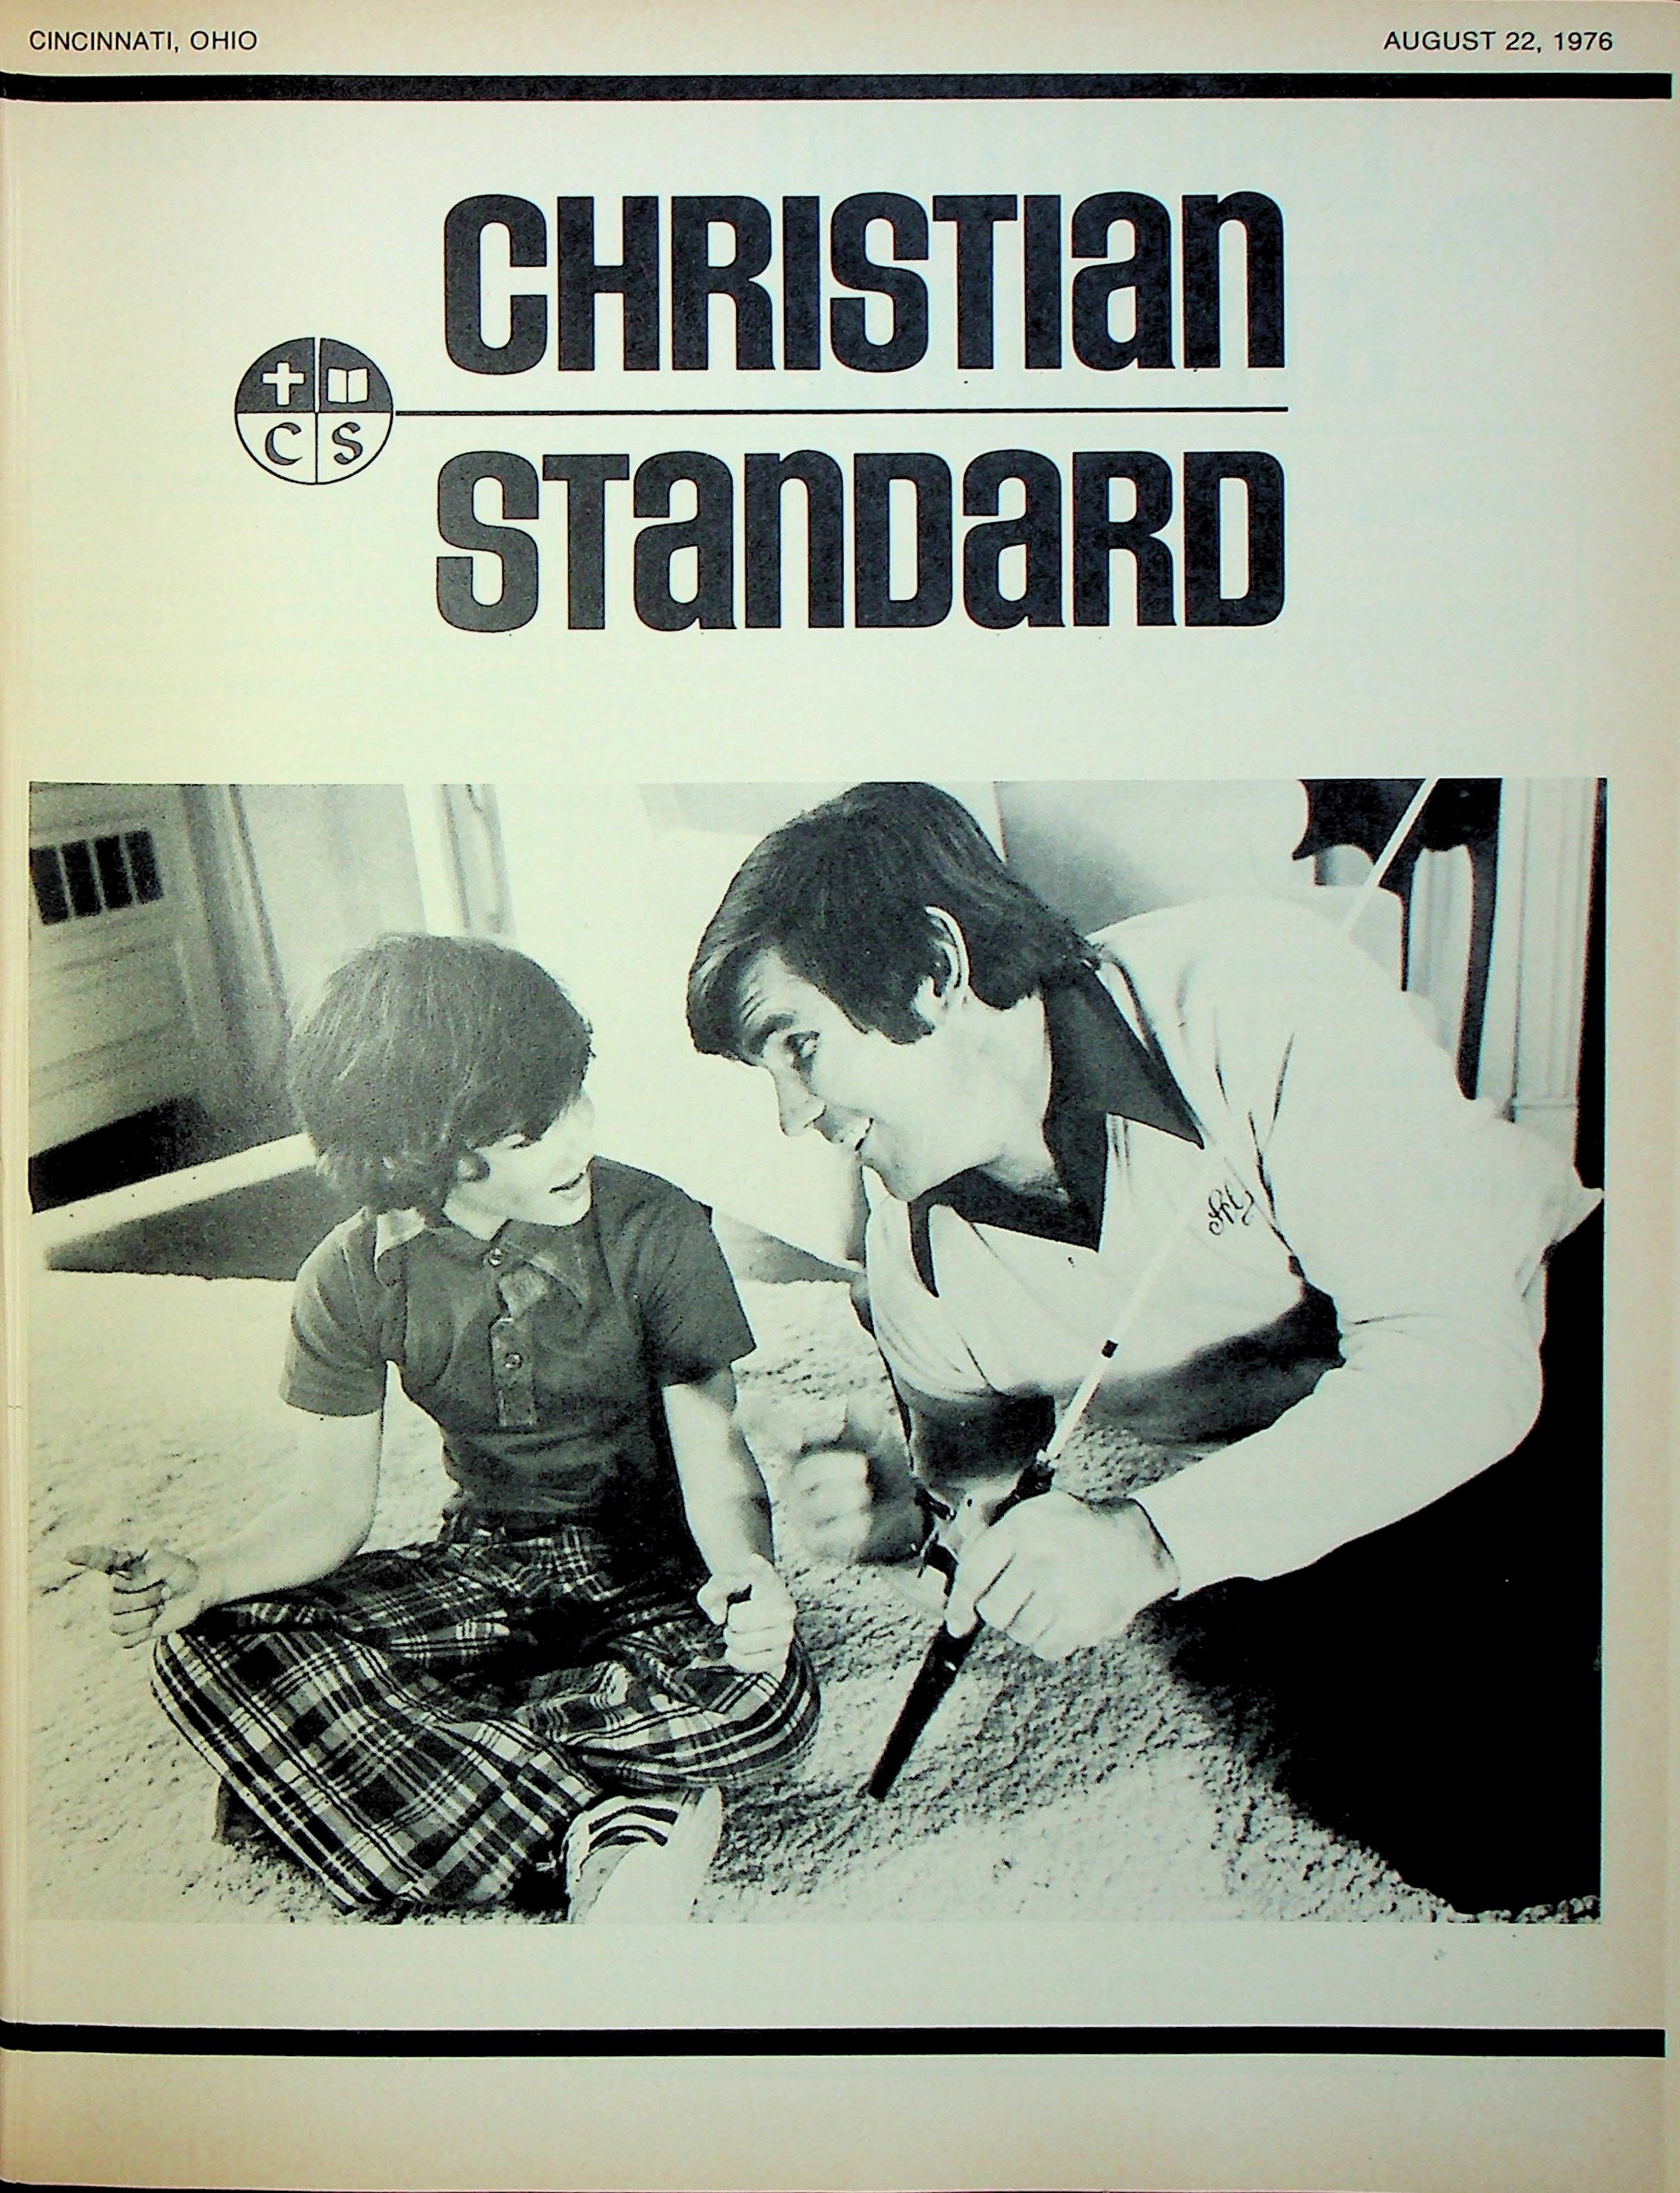 CINCINNATI, OHIO
AUGUST 22, 1976
CHRISTIan
C S
STanDaRD